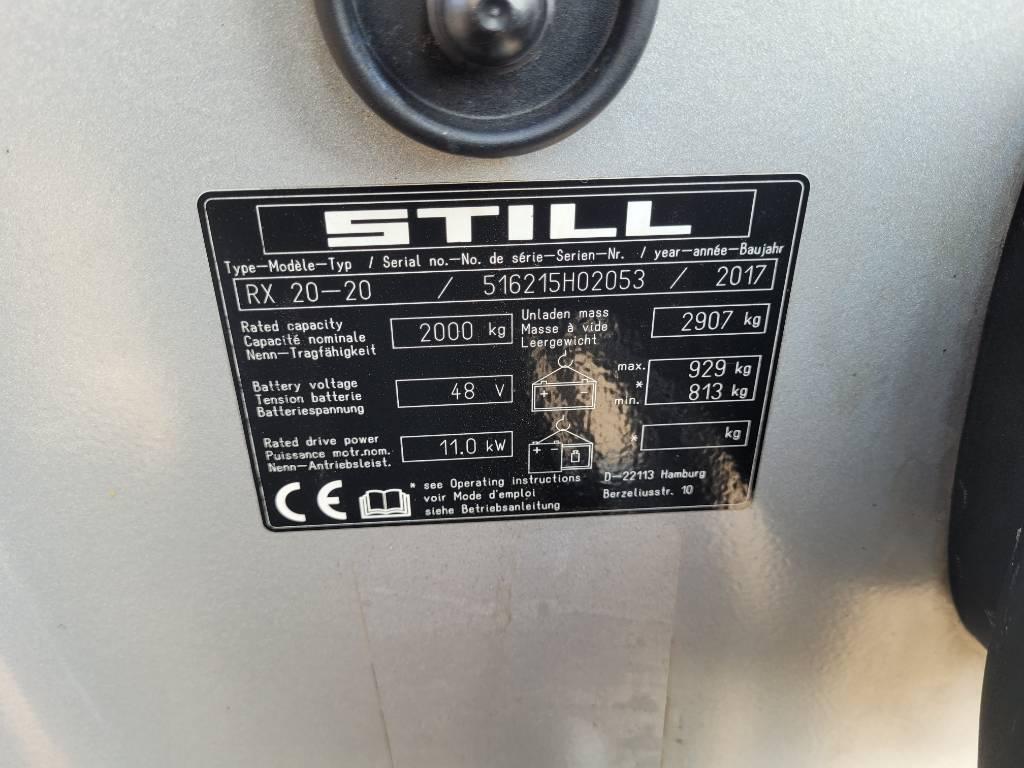 STILL
Type-Modèle-Typ / Serial no.-No. de série-Serien-Nr. / year-année-Baujahr
RX 20-20 / 516215H02053 / 2017
Rated capacity
Capacité nominale
Nenn-Tragfähigkeit
2000 kg
Unladen mass
Masse à vide
Leergewicht
2907 kg
Battery voltage
Tension batterie
Batteriespannung
48 V
max. 929 kg
*
min. 813 kg
Rated drive power
Puissance motr.nom.
Nenn-Antriebsleist.
11.0 kW
* kg
CE
* see Operating instructions
voir Mode d'emploi
siehe Betriebsanleitung
D-22113 Hamburg
Berzeliusstr. 10